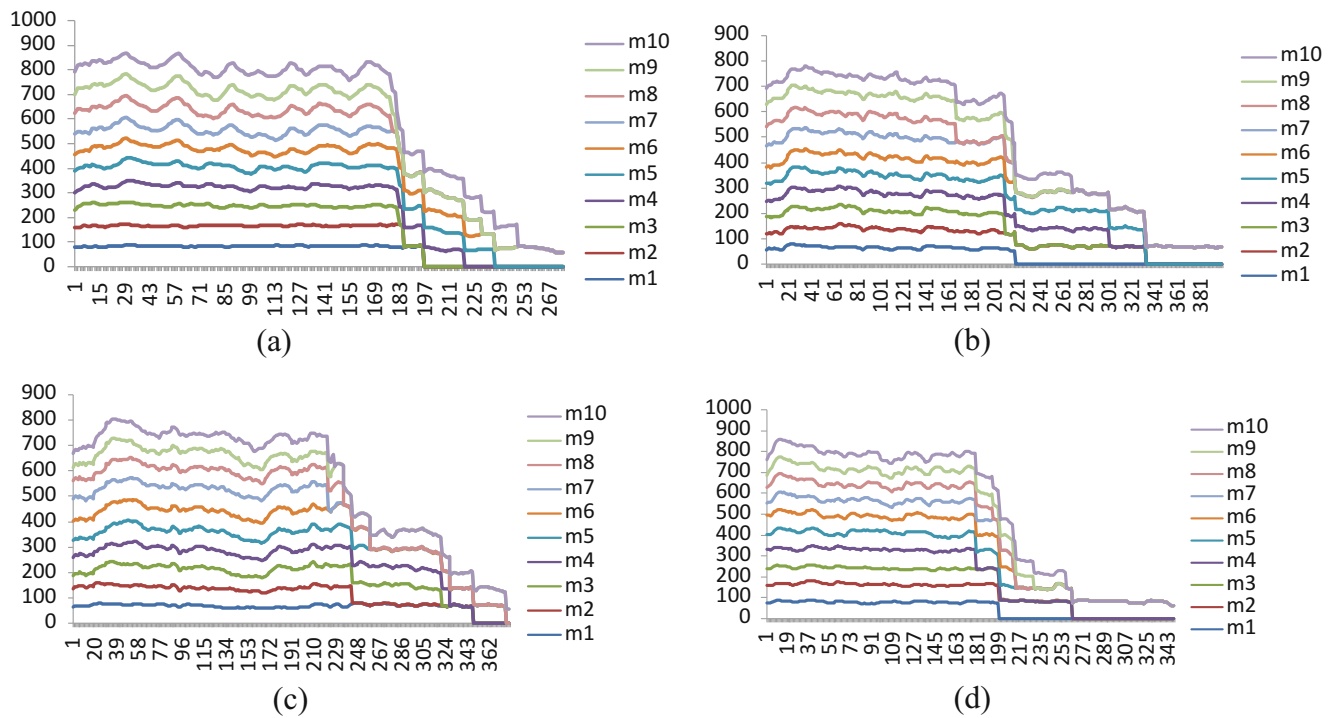 1000
900
800
700
600
500
400
300
200
100
0
1 15 29 43 57 71 85 99 113 127 141 155 169 183 197 211 225 239 253 267
m10
m9
m8
m7
m6
m5
m4
m3
m2
m1
(a)
900
800
700
600
500
400
300
200
100
0
1 21 41 61 81 101 121 141 161 181 201 221 241 261 281 301 321 341 361 381
m10
m9
m8
m7
m6
m5
m4
m3
m2
m1
(b)
900
800
700
600
500
400
300
200
100
0
1 20 39 58 77 96 115 134 153 172 191 210 229 248 267 286 305 324 343 362
m10
m9
m8
m7
m6
m5
m4
m3
m2
m1
(c)
1000
900
800
700
600
500
400
300
200
100
0
1 19 37 55 73 91 109 127 145 163 181 199 217 235 253 271 289 307 325 343
m10
m9
m8
m7
m6
m5
m4
m3
m2
m1
(d)